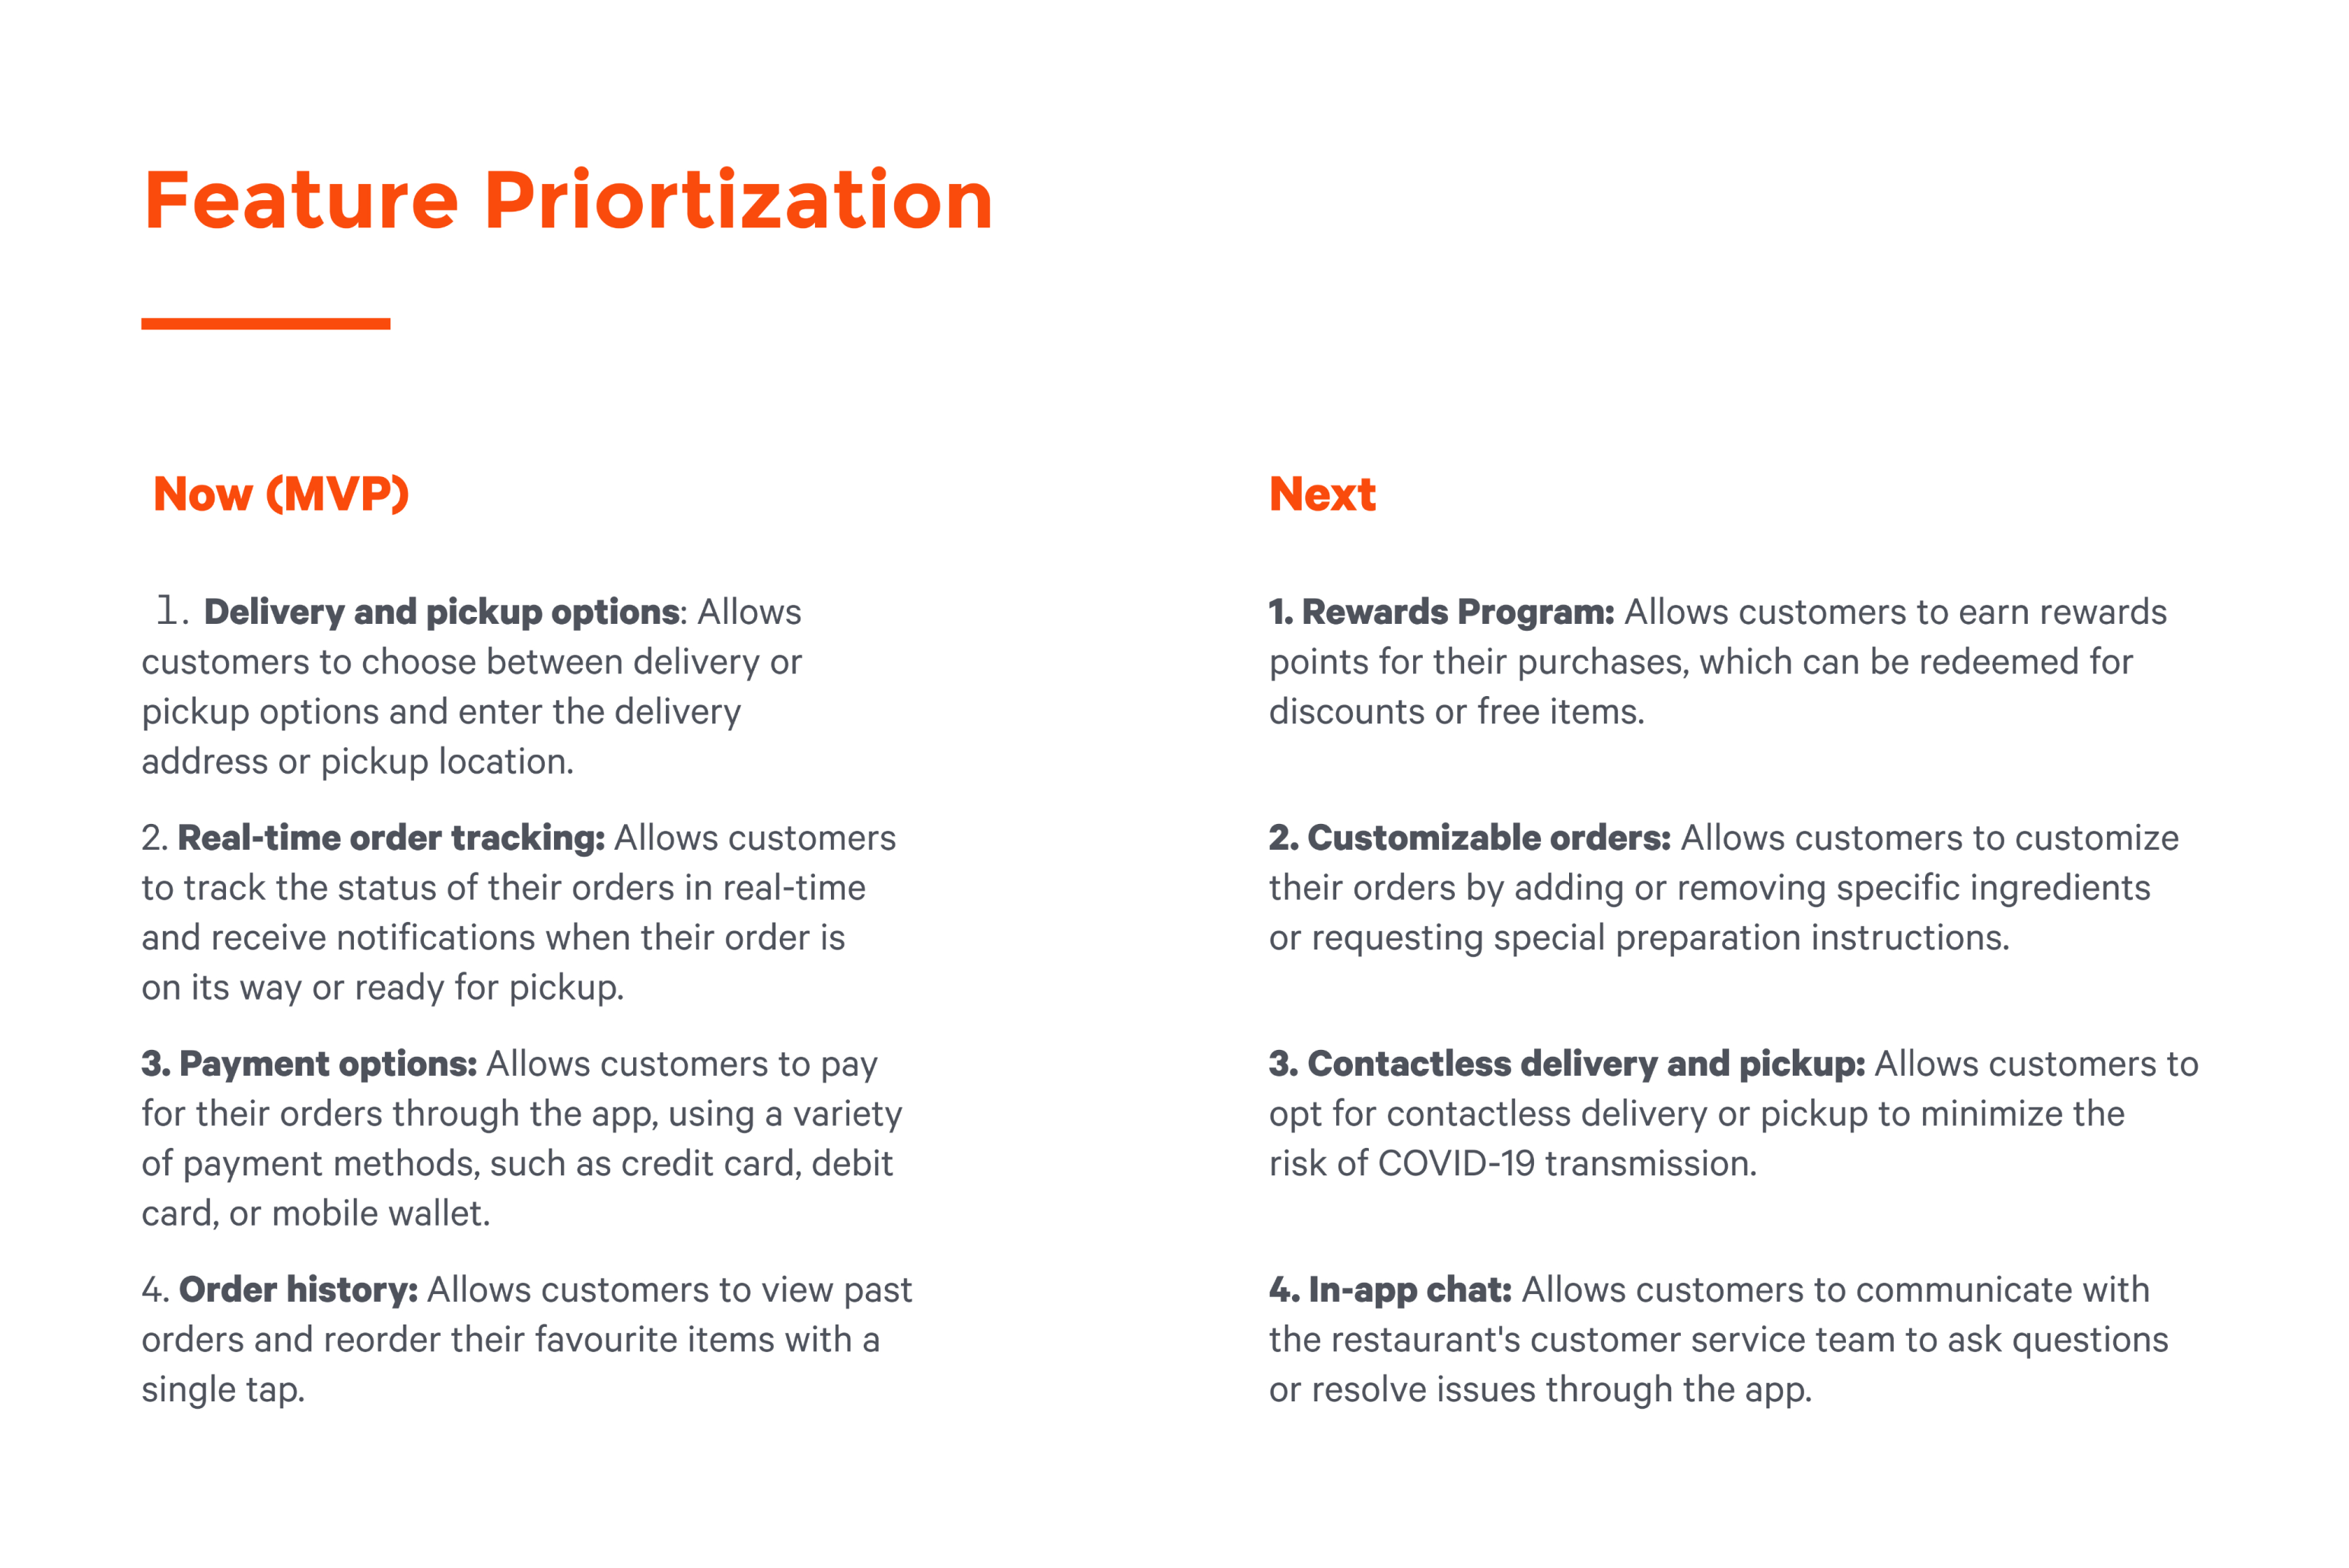 Feature Priortization
Now (MVP)
1. Delivery and pickup options: Allows
customers to choose between delivery or
pickup options and enter the delivery
address or pickup location.
2. Real-time order tracking: Allows customers
to track the status of their orders in real-time
and receive notifications when their order is
on its way or ready for pickup.
3. Payment options: Allows customers to pay
for their orders through the app, using a variety
of payment methods, such as credit card, debit
card, or mobile wallet.
4. Order history: Allows customers to view past
orders and reorder their favourite items with a
single tap.
Next
1. Rewards Program: Allows customers to earn rewards
points for their purchases, which can be redeemed for
discounts or free items.
2. Customizable orders: Allows customers to customize
their orders by adding or removing specific ingredients
or requesting special preparation instructions.
3. Contactless delivery and pickup: Allows customers to
opt for contactless delivery or pickup to minimize the
risk of COVID-19 transmission.
4. In-app chat: Allows customers to communicate with
the restaurant's customer service team to ask questions
or resolve issues through the app.